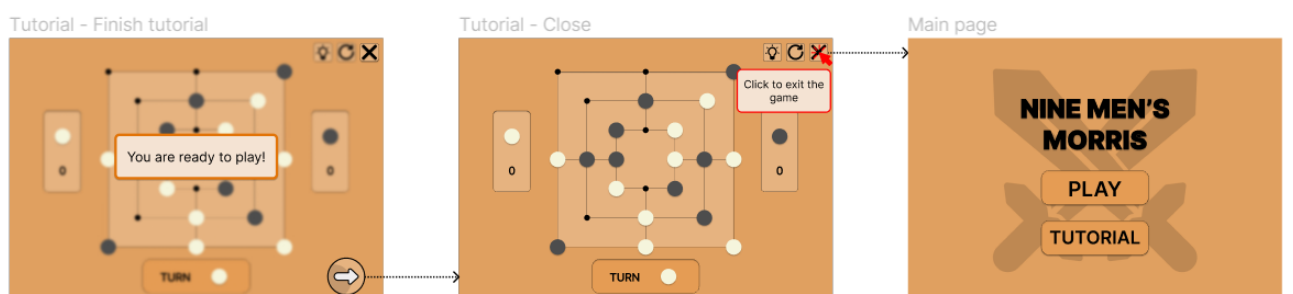 Tutorial - Finish tutorial
You are ready to play!
0
0
TURN
Tutorial - Close
Click to exit the
game
0
0
TURN
Main page
NINE MEN'S
MORRIS
PLAY
TUTORIAL